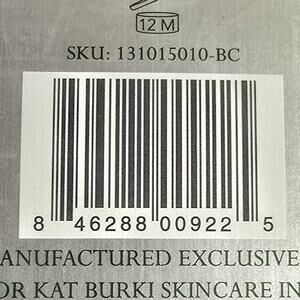 12 M
SKU: 131015010-BC
8 46288 00922 5
ANUFACTURED EXCLUSIVE
OR KAT BURKI SKINCARE IN